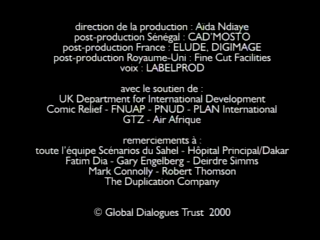 direction de la production : Aïda Ndiaye
post-production Sénégal : CAD'MOSTO
post-production France : ELUDE, DIGIMAGE
post-production Royaume-Uni : Fine Cut Facilities
voix : LABELPROD
avec le soutien de :
UK Department for International Development
Comic Relief - FNUAP - PNUD - PLAN International
GTZ - Air Afrique
remerciements à :
toute l'équipe Scénarios du Sahel - Hôpital Principal/Dakar
Fatim Dia - Gary Engelberg - Deirdre Simms
Mark Connolly - Robert Thomson
The Duplication Company
© Global Dialogues Trust 2000